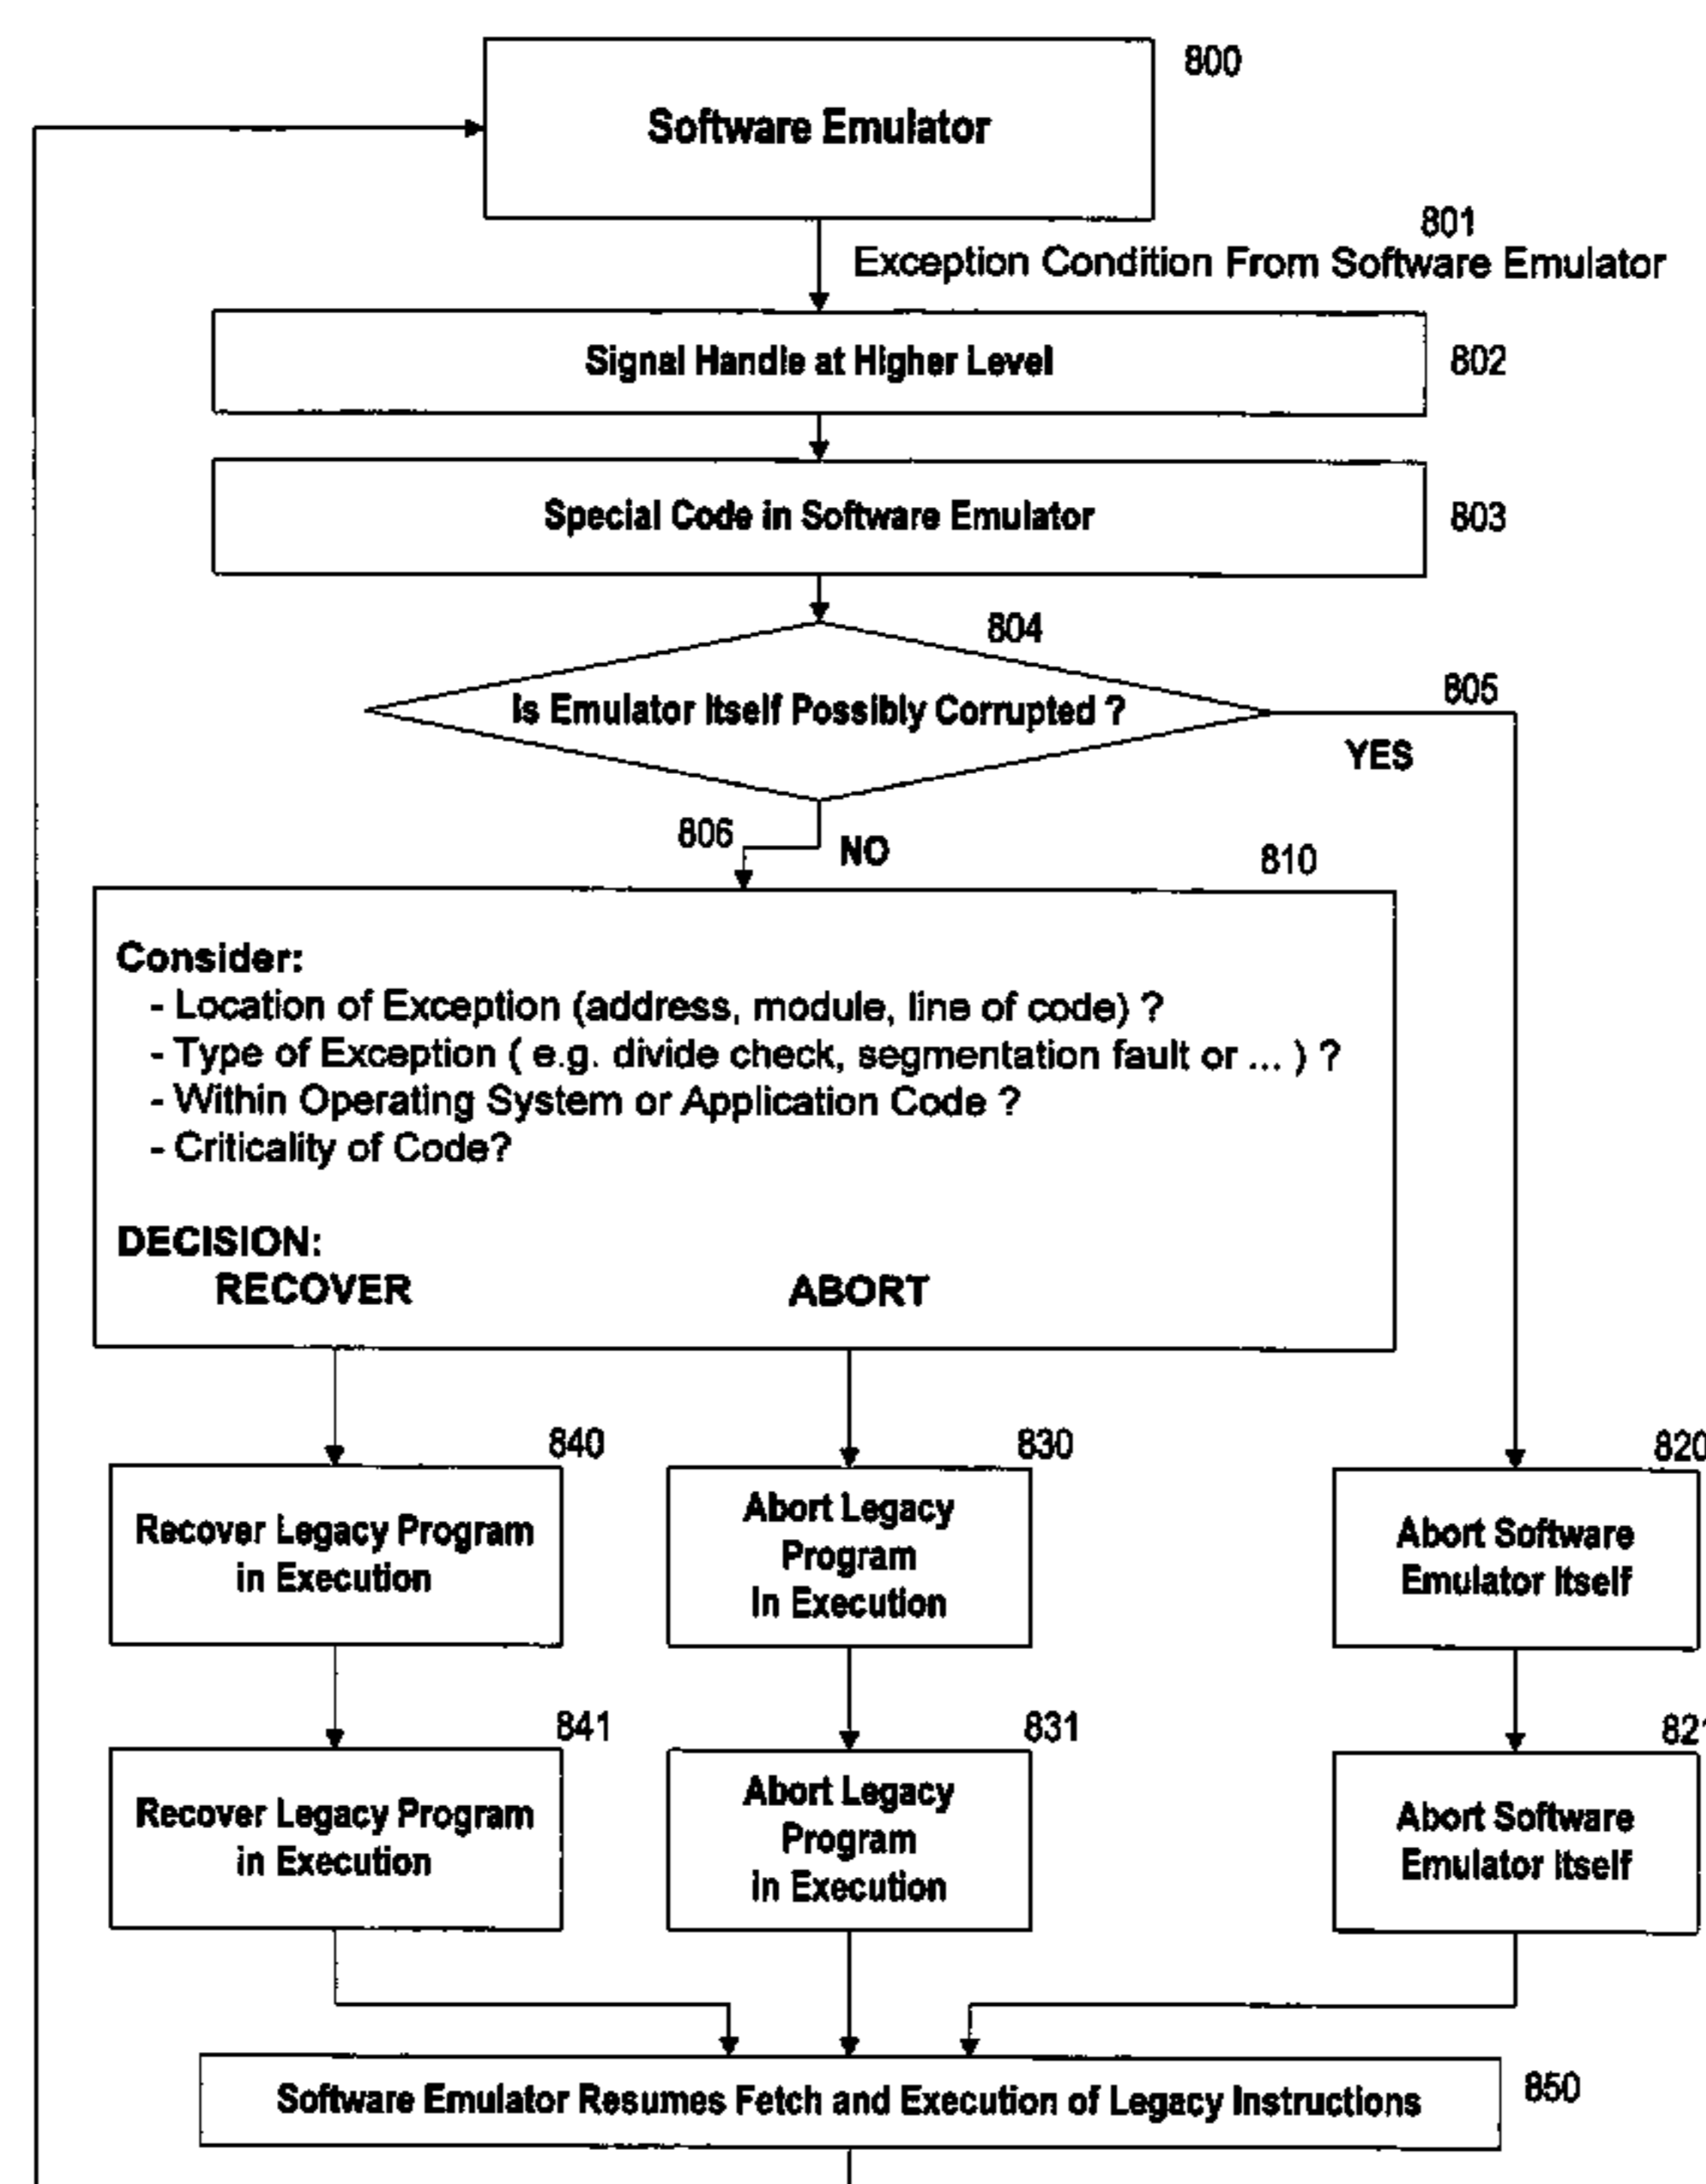 800
Software Emulator
801
Exception Condition From Software Emulator
Signal Handle at Higher Level
802
Special Code in Software Emulator
803
804
Is Emulator Itself Possibly Corrupted ?
805
YES
806
NO
810
Consider:
- Location of Exception (address, module, line of code) ?
- Type of Exception ( e.g. divide check, segmentation fault or ... ) ?
- Within Operating System or Application Code ?
- Criticality of Code?
DECISION:
RECOVER
ABORT
840
Recover Legacy Program
in Execution
830
Abort Legacy
Program
In Execution
820
Abort Software
Emulator Itself
841
Recover Legacy Program
in Execution
831
Abort Legacy
Program
in Execution
821
Abort Software
Emulator Itself
Software Emulator Resumes Fetch and Execution of Legacy Instructions
850